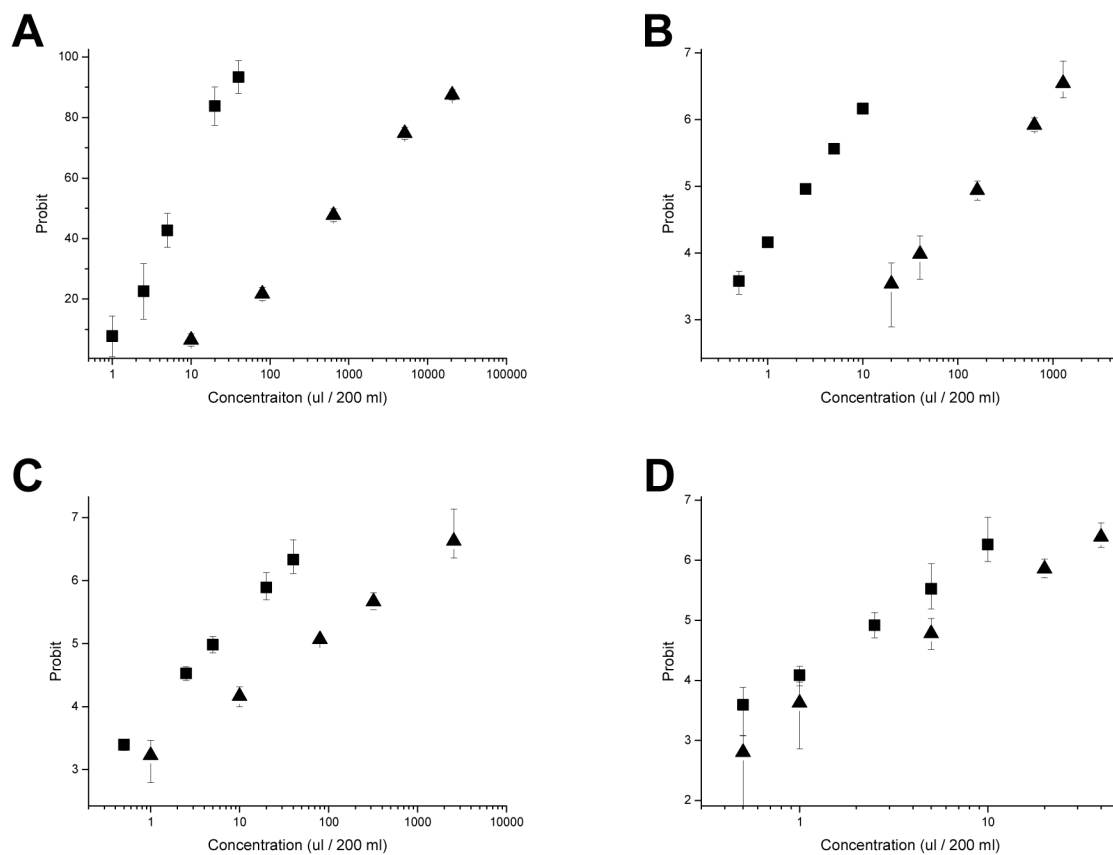 A
100
80
60
40
20
Probit
1 10 100 1000 10000 100000
Concentraiton (ul / 200 ml)
B
7
6
5
4
3
Probit
1 10 100 1000
Concentration (ul / 200 ml)
C
7
6
5
4
3
Probit
1 10 100 1000 10000
Concentration (ul / 200 ml)
D
7
6
5
4
3
2
Probit
1 10
Concentration (ul / 200 ml)